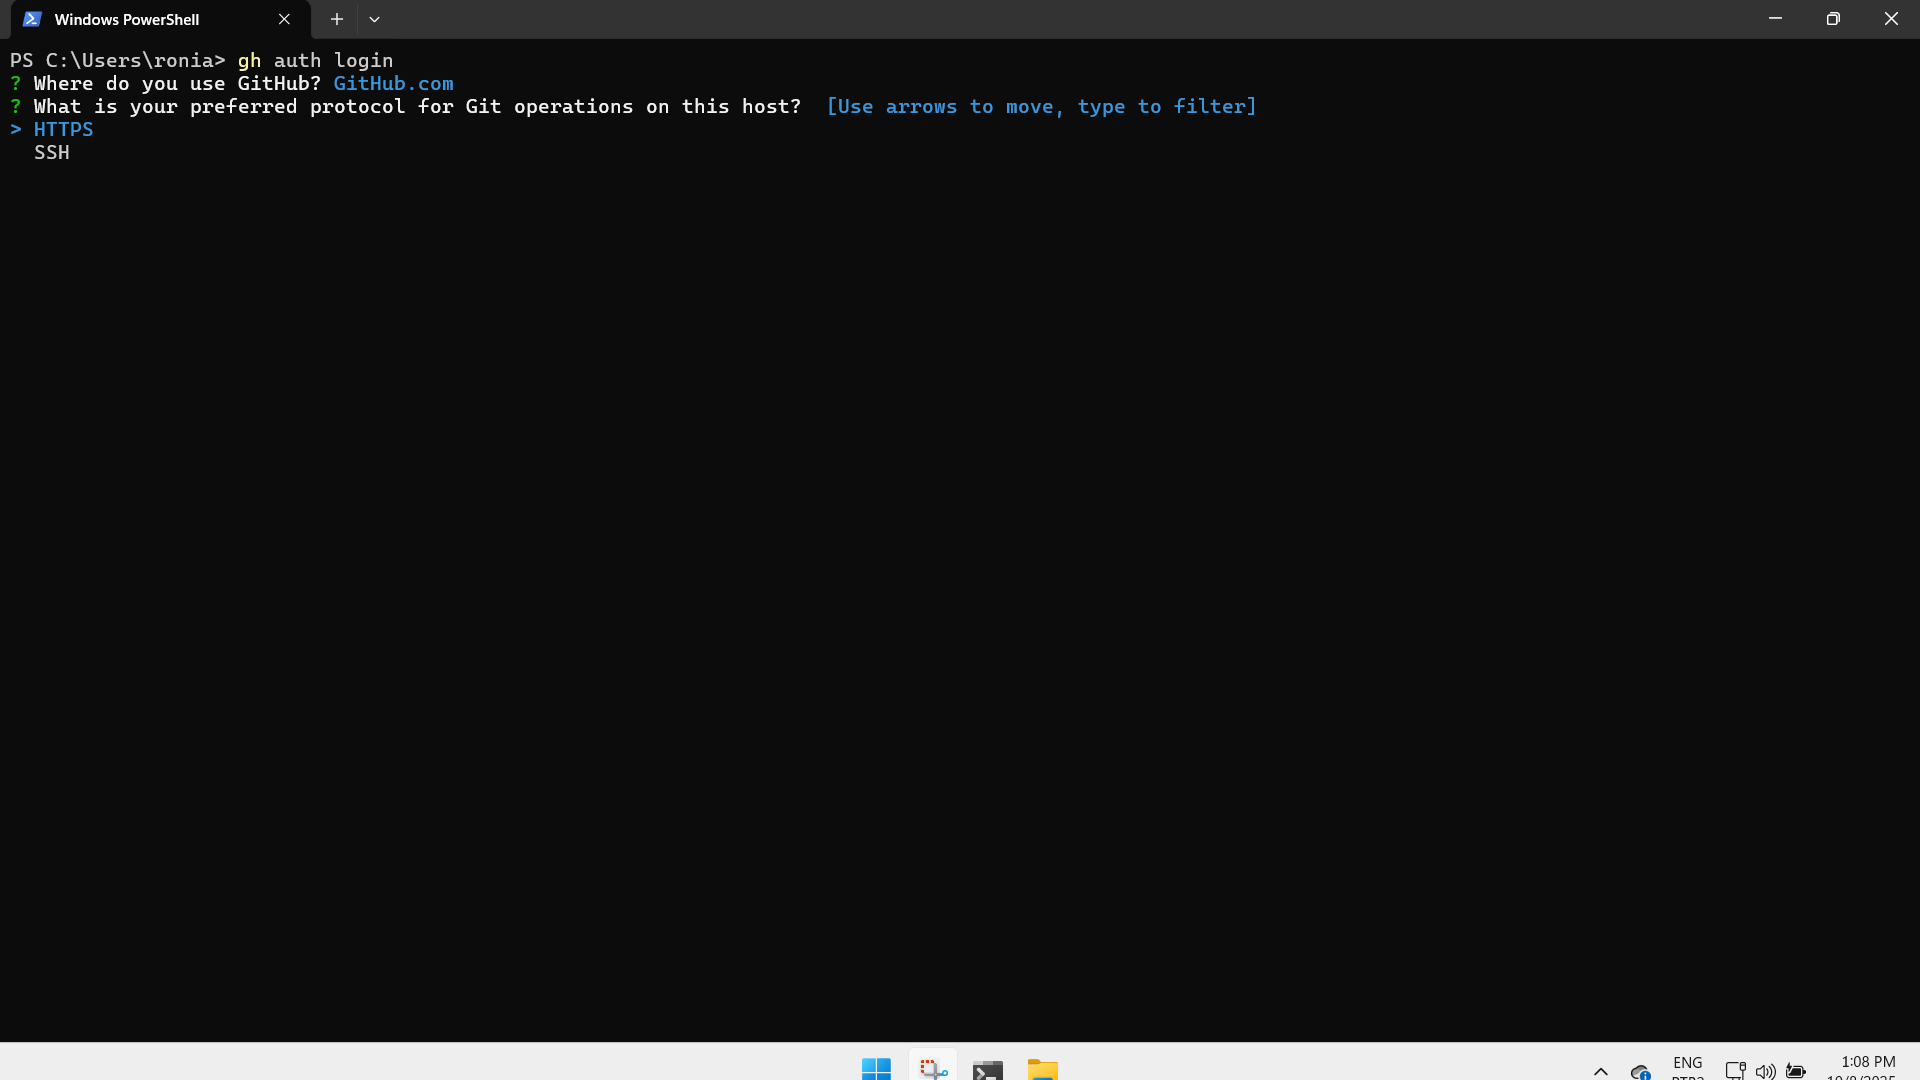 Windows PowerShell
PS C:\Users\ronia> gh auth login
? Where do you use GitHub? GitHub.com
? What is your preferred protocol for Git operations on this host?  [Use arrows to move, type to filter]
> HTTPS
  SSH
ENG
1:08 PM